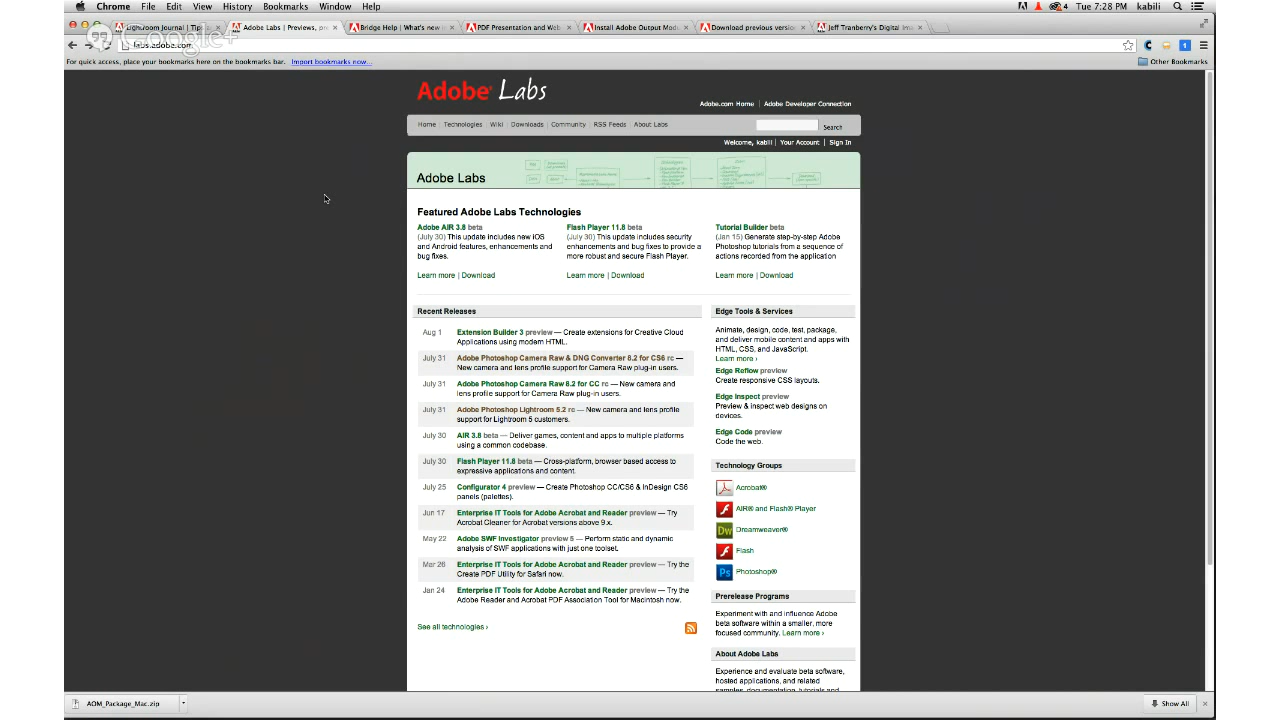 Chrome File Edit View History Bookmarks Window Help
4 Tue 7:28 PM kabili
Lightroom Journal | Tip
Adobe Labs | Previews, pr
Bridge Help | What's new
PDF Presentation and Web
Install Adobe Output Mod
Download previous version
Jeff Tranberry's Digital Im
Google+
labs.adobe.com
For quick access, place your bookmarks here on the bookmarks bar. Import bookmarks now...
Other Bookmarks
Adobe Labs
Adobe.com Home | Adobe Developer Connection
Home Technologies Wiki Downloads Community RSS Feeds About Labs
Search
Welcome, kabili Your Account Sign In
Adobe Labs
Featured Adobe Labs Technologies
Adobe AIR 3.8 beta
(July 30) This update includes new iOS
and Android features, enhancements and
bug fixes.
Learn more | Download
Flash Player 11.8 beta
(July 30) This update includes security
enhancements and bug fixes to provide a
more robust and secure Flash Player.
Learn more | Download
Tutorial Builder beta
(Jan 15) Generate step-by-step Adobe
Photoshop tutorials from a sequence of
actions recorded from the application
Learn more | Download
Recent Releases
Aug 1 Extension Builder 3 preview — Create extensions for Creative Cloud
Applications using modern HTML.
July 31 Adobe Photoshop Camera Raw & DNG Converter 8.2 for CS6 rc —
New camera and lens profile support for Camera Raw plug-in users.
July 31 Adobe Photoshop Camera Raw 8.2 for CC rc — New camera and
lens profile support for Camera Raw plug-in users.
July 31 Adobe Photoshop Lightroom 5.2 rc — New camera and lens profile
support for Lightroom 5 customers.
July 30 AIR 3.8 beta — Deliver games, content and apps to multiple platforms
using a common codebase.
July 30 Flash Player 11.8 beta — Cross-platform, browser based access to
expressive applications and content.
July 25 Configurator 4 preview — Create Photoshop CC/CS6 & InDesign CS6
panels (palettes).
Jun 17 Enterprise IT Tools for Adobe Acrobat and Reader preview — Try
Acrobat Cleaner for Acrobat versions above 9.x.
May 22 Adobe SWF Investigator preview 5 — Perform static and dynamic
analysis of SWF applications with just one toolset.
Mar 26 Enterprise IT Tools for Adobe Acrobat and Reader preview — Try the
Create PDF Utility for Safari now.
Jan 24 Enterprise IT Tools for Adobe Acrobat and Reader preview — Try the
Adobe Reader and Acrobat PDF Association Tool for Macintosh now.
See all technologies ›
Edge Tools & Services
Animate, design, code, test, package,
and deliver mobile content and apps with
HTML, CSS, and JavaScript.
Learn more ›
Edge Reflow preview
Create responsive CSS layouts.
Edge Inspect preview
Preview & inspect web designs on
devices.
Edge Code preview
Code the web.
Technology Groups
Acrobat®
AIR® and Flash® Player
Dw Dreamweaver®
Flash
Ps Photoshop®
Prerelease Programs
Experiment with and influence Adobe
beta software within a smaller, more
focused community. Learn more ›
About Adobe Labs
Experience and evaluate beta software,
hosted applications, and related
samples, documentation, tutorials and
AOM_Package_Mac.zip
Show All